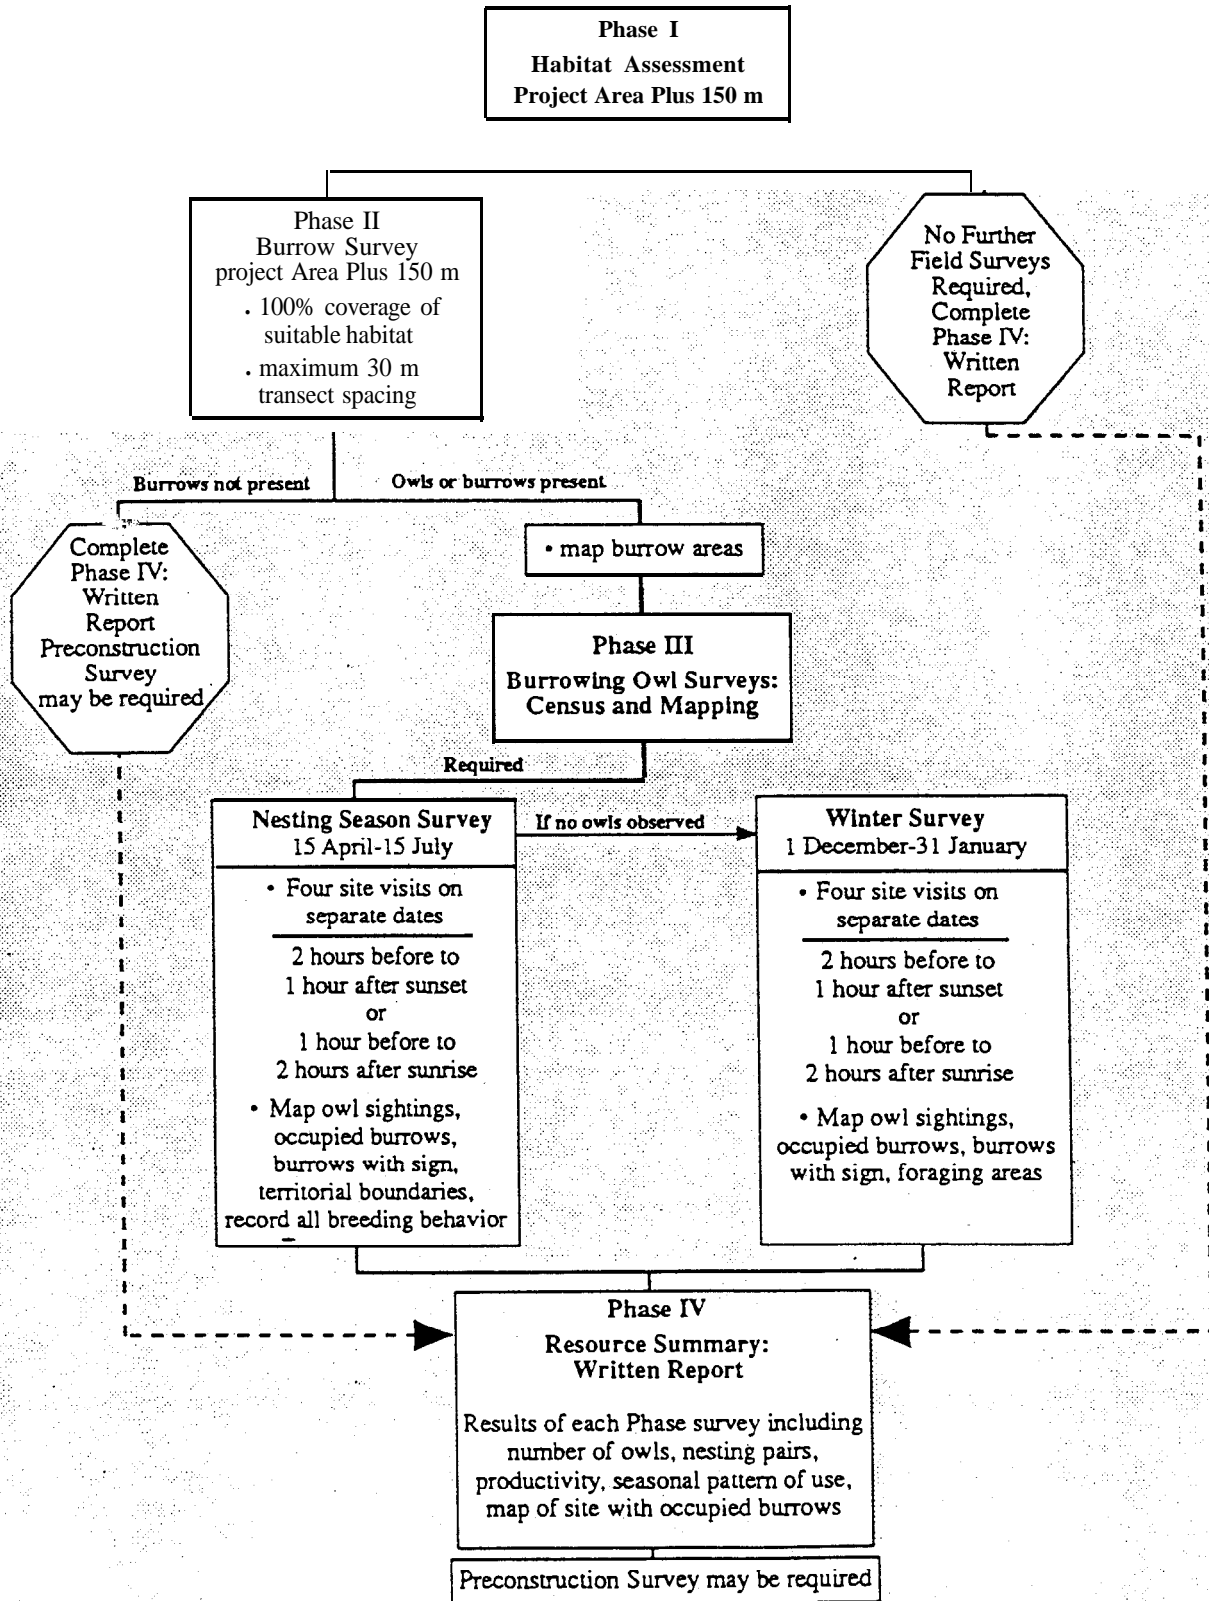 Phase I
Habitat Assessment
Project Area Plus 150 m
Phase II
Burrow Survey
project Area Plus 150 m
. 100% coverage of
suitable habitat
. maximum 30 m
transect spacing
No Further
Field Surveys
Required,
Complete
Phase IV:
Written
Report
Burrows not present
Owls or burrows present
Complete
Phase IV:
Written
Report
Preconstruction
Survey
may be required
• map burrow areas
Phase III
Burrowing Owl Surveys:
Census and Mapping
Required
Nesting Season Survey
15 April-15 July
• Four site visits on
separate dates
2 hours before to
1 hour after sunset
or
1 hour before to
2 hours after sunrise
• Map owl sightings,
occupied burrows,
burrows with sign,
territorial boundaries,
record all breeding behavior
If no owls observed
Winter Survey
1 December-31 January
• Four site visits on
separate dates
2 hours before to
1 hour after sunset
or
1 hour before to
2 hours after sunrise
• Map owl sightings,
occupied burrows, burrows
with sign, foraging areas
Phase IV
Resource Summary:
Written Report
Results of each Phase survey including
number of owls, nesting pairs,
productivity, seasonal pattern of use,
map of site with occupied burrows
Preconstruction Survey may be required